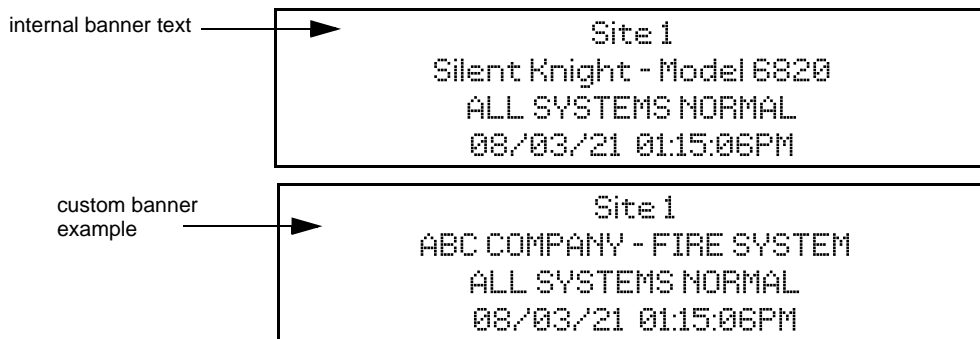 internal banner text
Site 1
Silent Knight - Model 6820
ALL SYSTEMS NORMAL
08/03/21 01:15:06PM
custom banner
example
Site 1
ABC COMPANY - FIRE SYSTEM
ALL SYSTEMS NORMAL
08/03/21 01:15:06PM